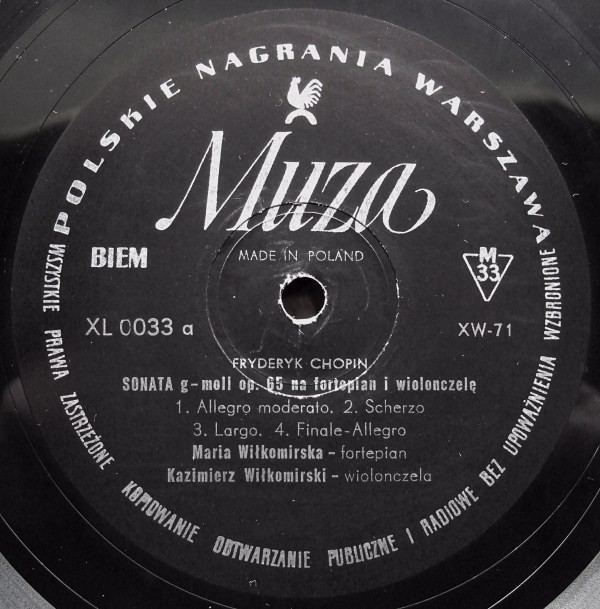 POLSKIE NAGRANIA WARSZAWA
Muza
BIEM
MADE IN POLAND
M
33
XL 0033 a
XW-71
FRYDERYK CHOPIN
SONATA g-moll op. 65 na fortepian i wiolonczelę
1. Allegro moderato. 2. Scherzo
3. Largo. 4. Finale-Allegro
Maria Wiłkomirska - fortepian
Kazimierz Wiłkomirski - wiolonczela
WSZYSTKIE PRAWA ZASTRZEŻONE KOPIOWANIE ODTWARZANIE PUBLICZNE I RADIOWE BEZ UPOWAŻNIENIA WZBRONIONE